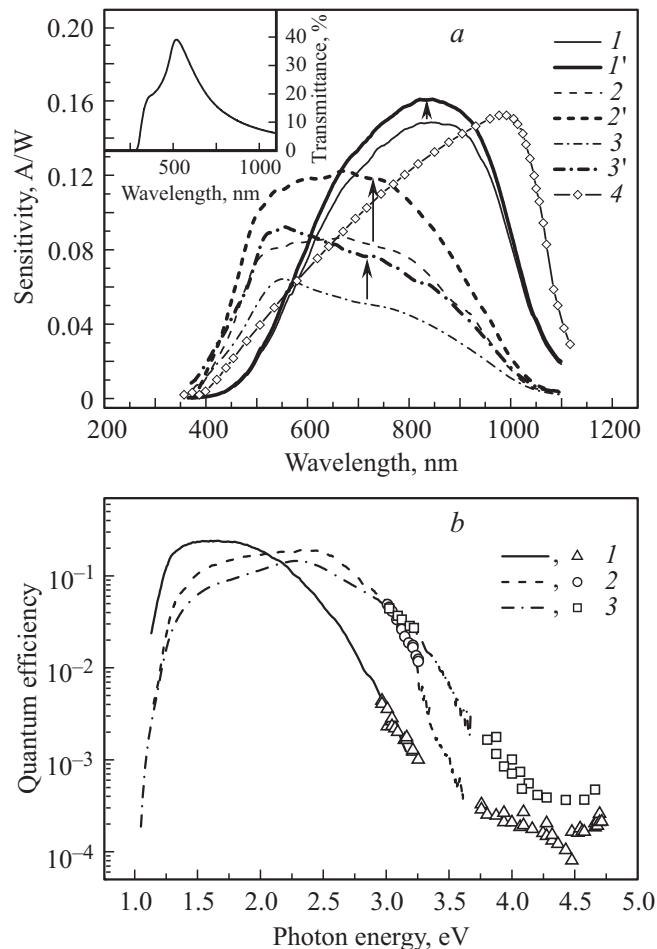 a
0.20
0.16
0.12
0.08
0.04
0
Sensitivity, A/W
200 400 600 800 1000 1200
Wavelength, nm
40
30
20
10
0
Transmittance, %
0 500 1000
Wavelength, nm
1
1'
2
2'
3
3'
4
b
10⁻¹
10⁻²
10⁻³
10⁻⁴
Quantum efficiency
1.0 1.5 2.0 2.5 3.0 3.5 4.0 4.5 5.0
Photon energy, eV
, 1
, 2
, 3